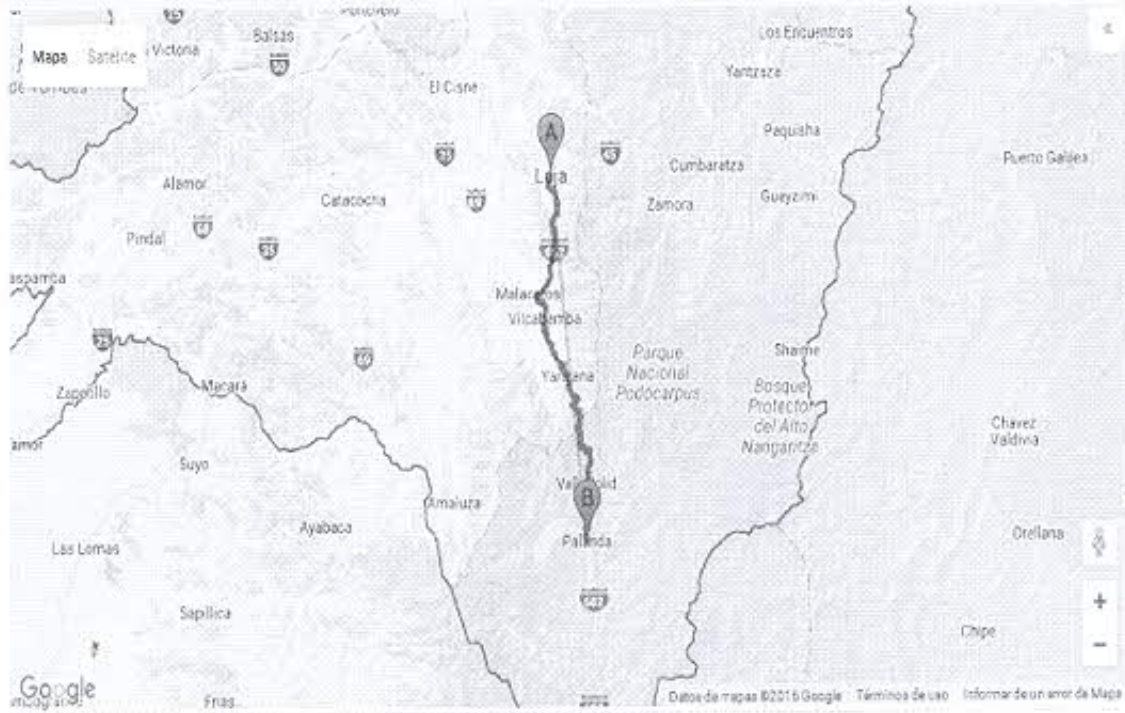 Balsas
Los Encuentros
Mapa Satélite
Victoria
Yantzaza
El Cisne
A
Paquisha
Puerto Galilea
Cumbaratza
Loja
Alamor
Catacocha
Zamora
Guayzimi
Pindal
Malacatos
Vilcabamba
Shaime
Parque
Nacional
Podocarpus
Yangana
Zapotillo
Macará
Bosque
Protector
del Alto
Nangaritza
Chavez
Valdivia
Suyo
Valladolid
B
Amaluza
Ayabaca
Orellana
Palanda
Las Lomas
Sapillica
Chipe
+
−
Google
Frias
Datos de mapas ©2016 Google Términos de uso Informar de un error de Maps